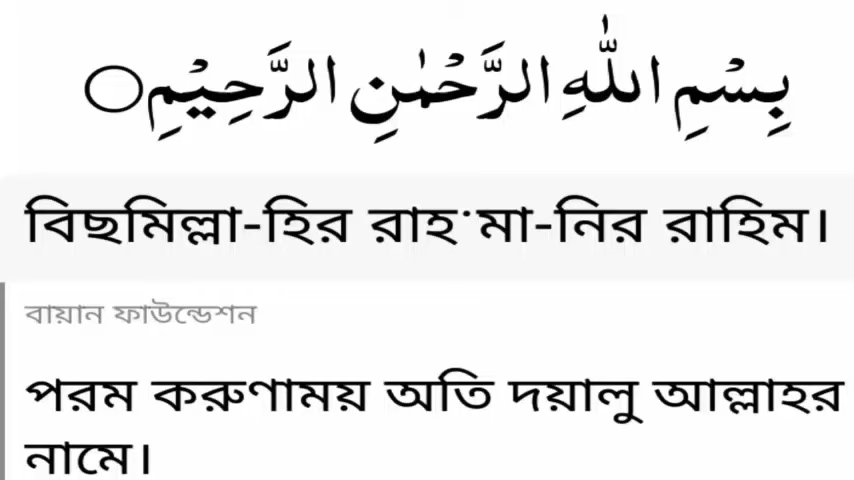 بِسْمِ اللّٰهِ الرَّحْمٰنِ الرَّحِيْمِ○
বিছমিল্লা-হির রাহ·মা-নির রাহিম।
বায়ান ফাউন্ডেশন
পরম করুণাময় অতি দয়ালু আল্লাহর
নামে।